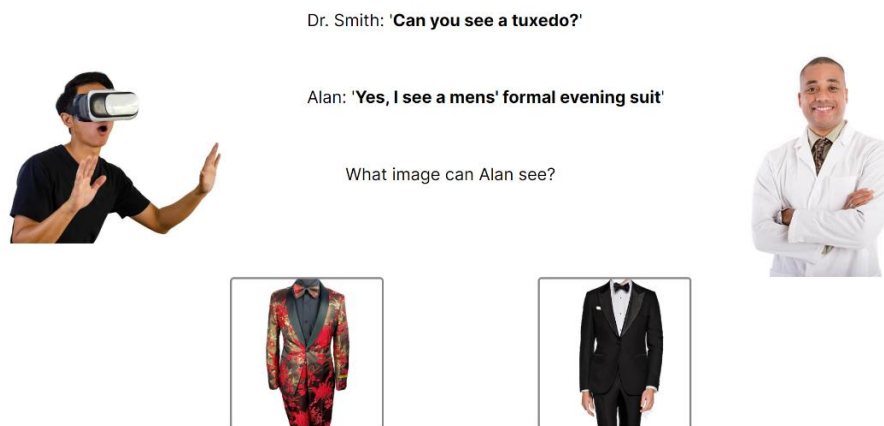 Dr. Smith: 'Can you see a tuxedo?'
Alan: 'Yes, I see a mens' formal evening suit'
What image can Alan see?